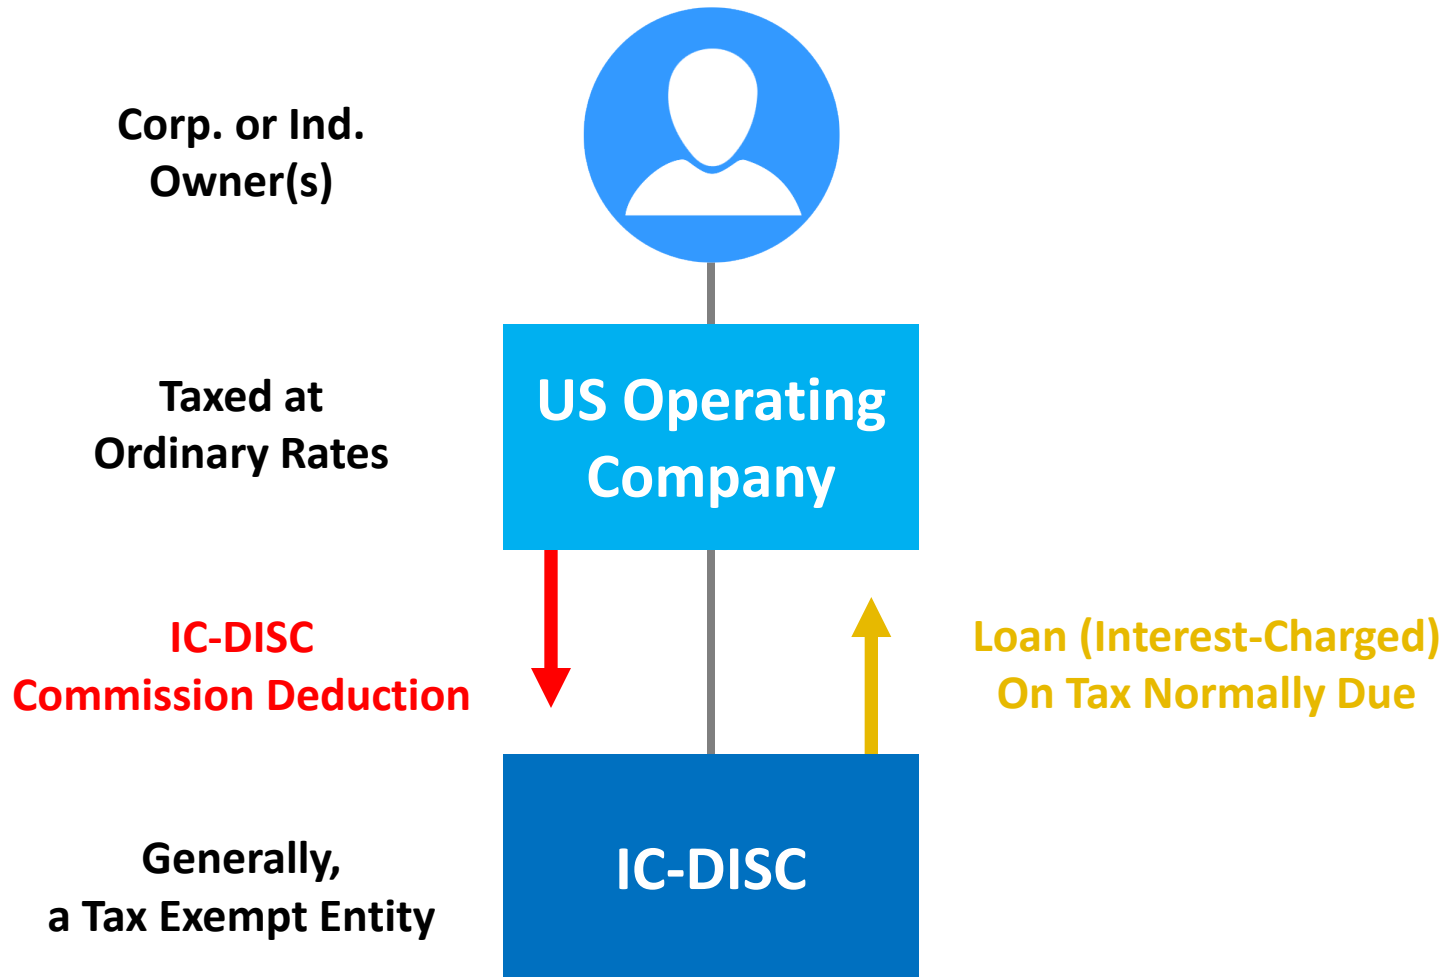 Corp. or Ind.
Owner(s)
Taxed at
Ordinary Rates
US Operating
Company
IC-DISC
Commission Deduction
Loan (Interest-Charged)
On Tax Normally Due
Generally,
a Tax Exempt Entity
IC-DISC